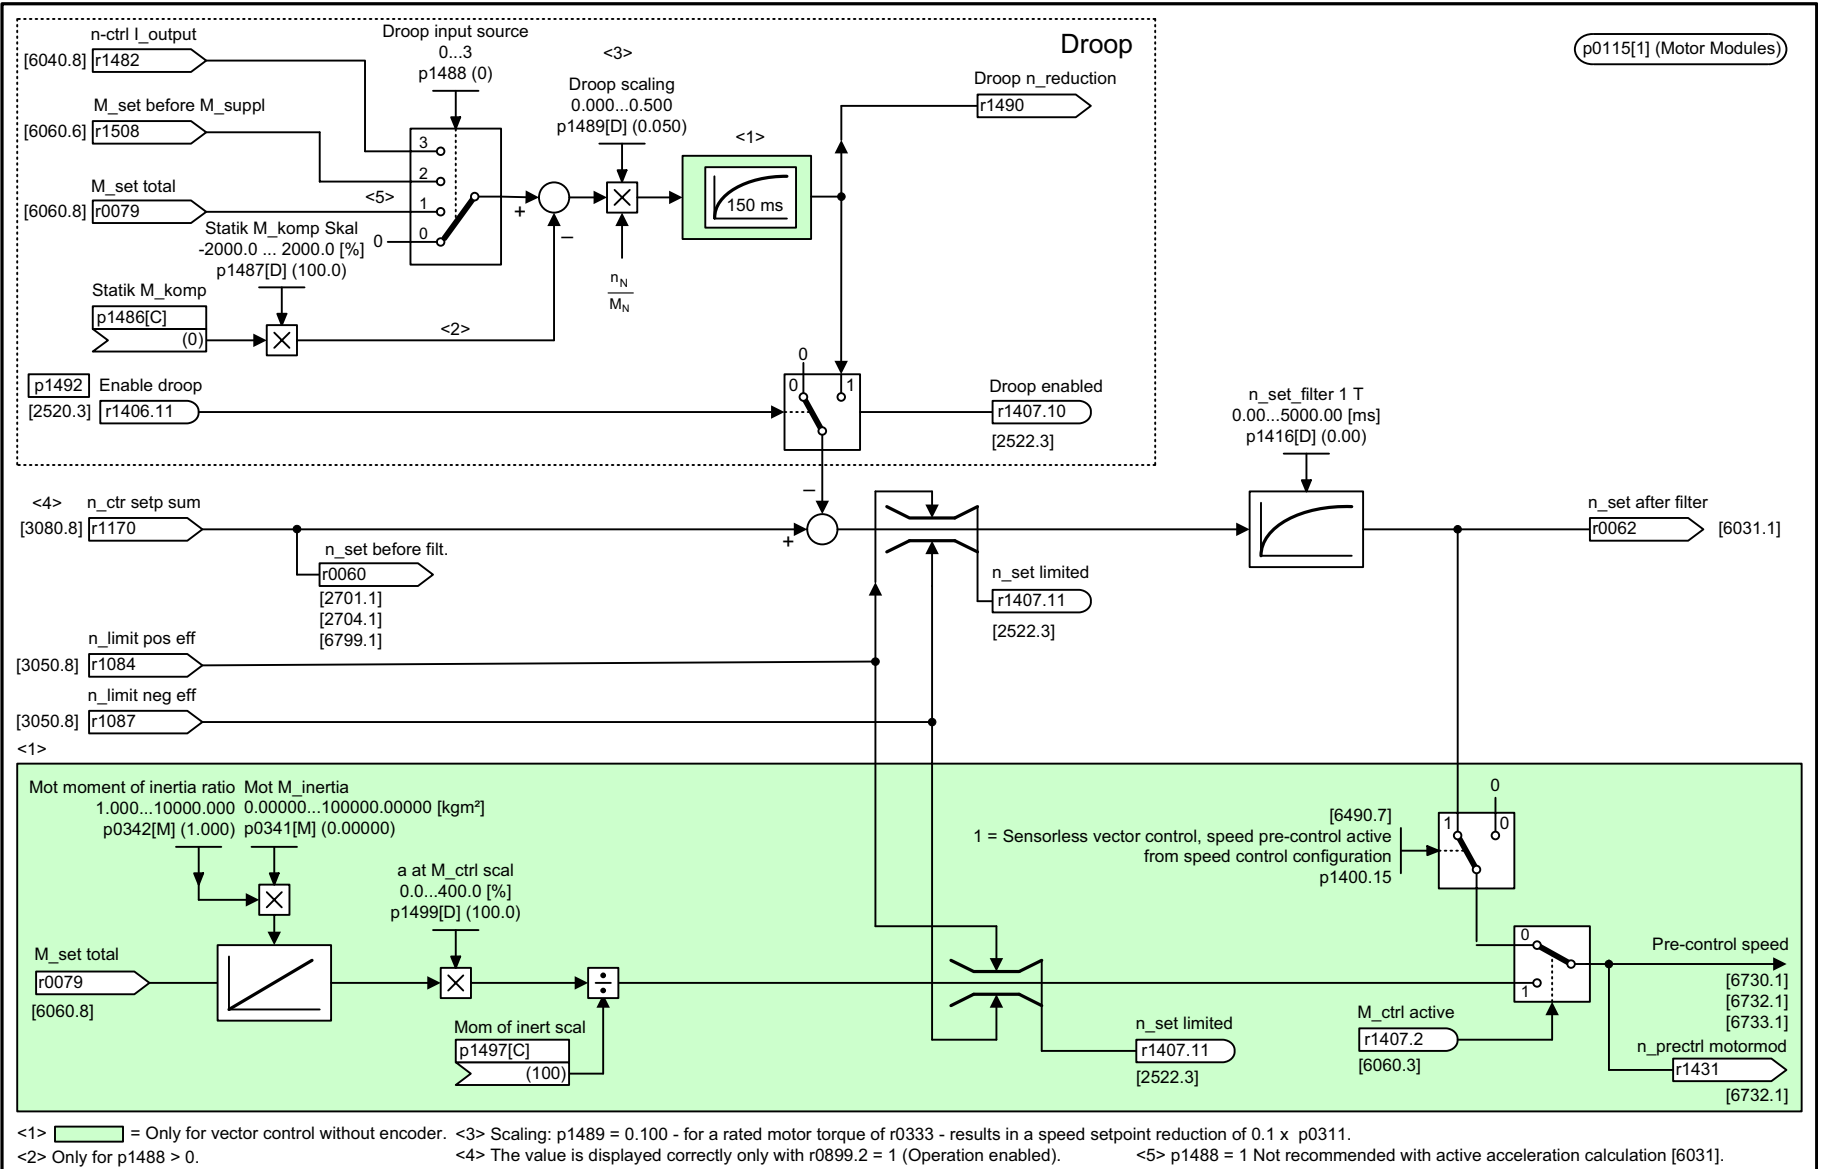 Droop
p0115[1] (Motor Modules)
n-ctrl I_output
[6040.8] r1482
M_set before M_suppl
[6060.6] r1508
M_set total
[6060.8] r0079
<5>
Droop input source
0...3
p1488 (0)
3
2
1
0
0
+
–
<3>
Droop scaling
0.000...0.500
p1489[D] (0.050)
×
n_N
M_N
<1>
150 ms
Droop n_reduction
r1490
Statik M_komp Skal
-2000.0 ... 2000.0 [%]
p1487[D] (100.0)
Statik M_komp
p1486[C]
(0)
×
<2>
p1492 Enable droop
[2520.3] r1406.11
0
0 1
Droop enabled
r1407.10
[2522.3]
n_set_filter 1 T
0.00...5000.00 [ms]
p1416[D] (0.00)
<4> n_ctr setp sum
[3080.8] r1170
–
+
n_set before filt.
r0060
[2701.1]
[2704.1]
[6799.1]
n_set limited
r1407.11
[2522.3]
n_set after filter
r0062 [6031.1]
n_limit pos eff
[3050.8] r1084
n_limit neg eff
[3050.8] r1087
<1>
Mot moment of inertia ratio
1.000...10000.000
p0342[M] (1.000)
Mot M_inertia
0.00000...100000.00000 [kgm²]
p0341[M] (0.00000)
×
a at M_ctrl scal
0.0...400.0 [%]
p1499[D] (100.0)
×
÷
M_set total
r0079
[6060.8]
Mom of inert scal
p1497[C]
(100)
[6490.7]
1 = Sensorless vector control, speed pre-control active
from speed control configuration
p1400.15
0
1 0
0
1
n_set limited
r1407.11
[2522.3]
M_ctrl active
r1407.2
[6060.3]
Pre-control speed
[6730.1]
[6732.1]
[6733.1]
n_prectrl motormod
r1431
[6732.1]
<1> = Only for vector control without encoder.
<2> Only for p1488 > 0.
<3> Scaling: p1489 = 0.100 - for a rated motor torque of r0333 - results in a speed setpoint reduction of 0.1 x p0311.
<4> The value is displayed correctly only with r0899.2 = 1 (Operation enabled).
<5> p1488 = 1 Not recommended with active acceleration calculation [6031].